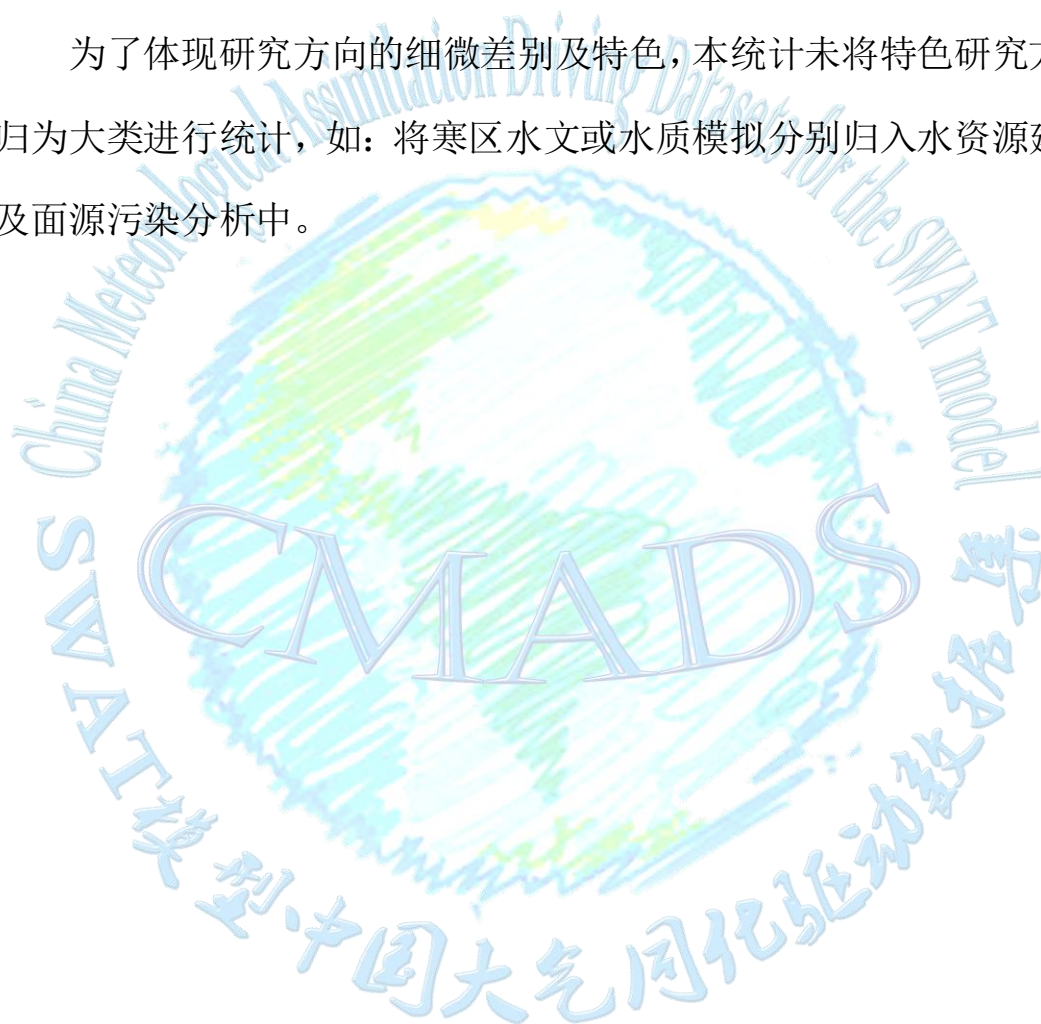 为了体现研究方向的细微差别及特色，本统计未将特色研究方
归为大类进行统计，如：将寒区水文或水质模拟分别归入水资源建
及面源污染分析中。
China Meteorological Assimilation Driving Datasets for the SWAT model
CMADS
SWAT模型中国大气同化驱动数据集